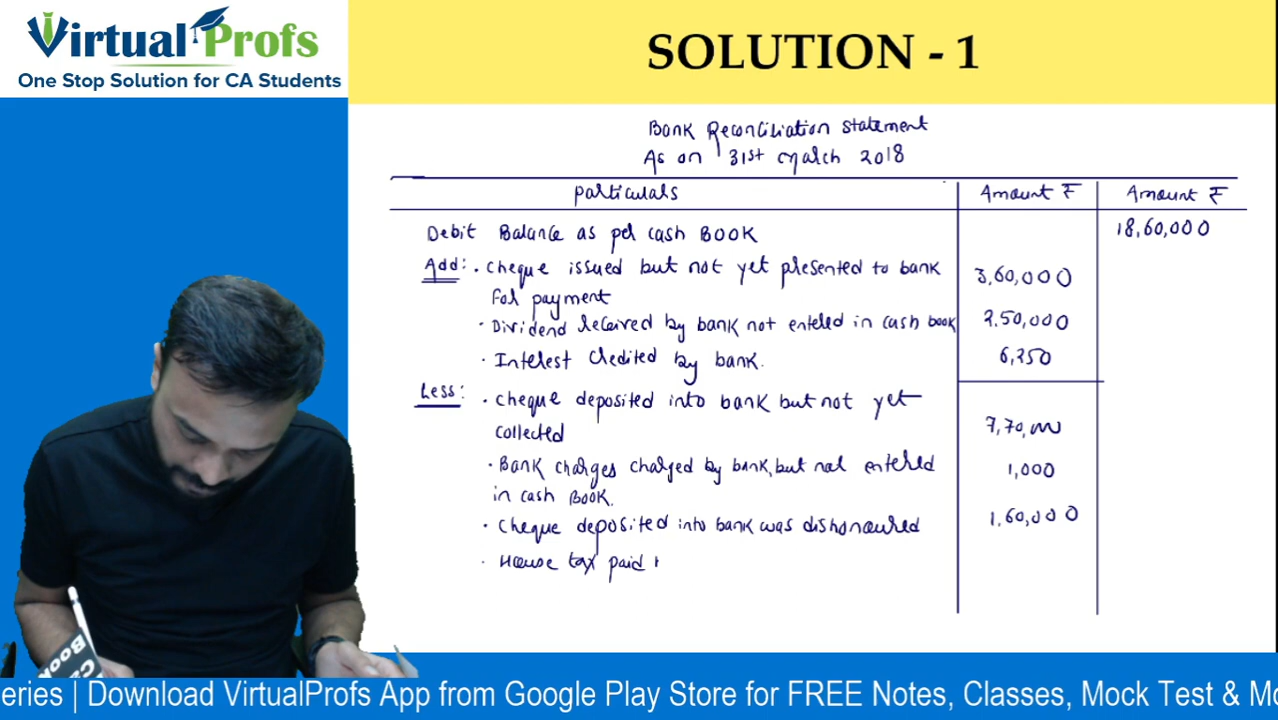 Virtual Profs
One Stop Solution for CA Students
SOLUTION - 1
Bank Reconciliation Statement
As on 31st March 2018
Particulars Amount ₹ Amount ₹
Debit Balance as per cash BOOK 18,60,000
Add: · Cheque issued but not yet presented to bank 3,60,000
For payment
· Dividend received by bank not entered in cash book 2,50,000
· Interest credited by bank. 6,250
Less: · Cheque deposited into bank but not yet 7,70,000
collected
· Bank charges charged by bank, but not entered 1,000
in cash Book.
· Cheque deposited into bank was dishonoured 1,60,000
· House tax paid
Book
eries | Download VirtualProfs App from Google Play Store for FREE Notes, Classes, Mock Test & Mo